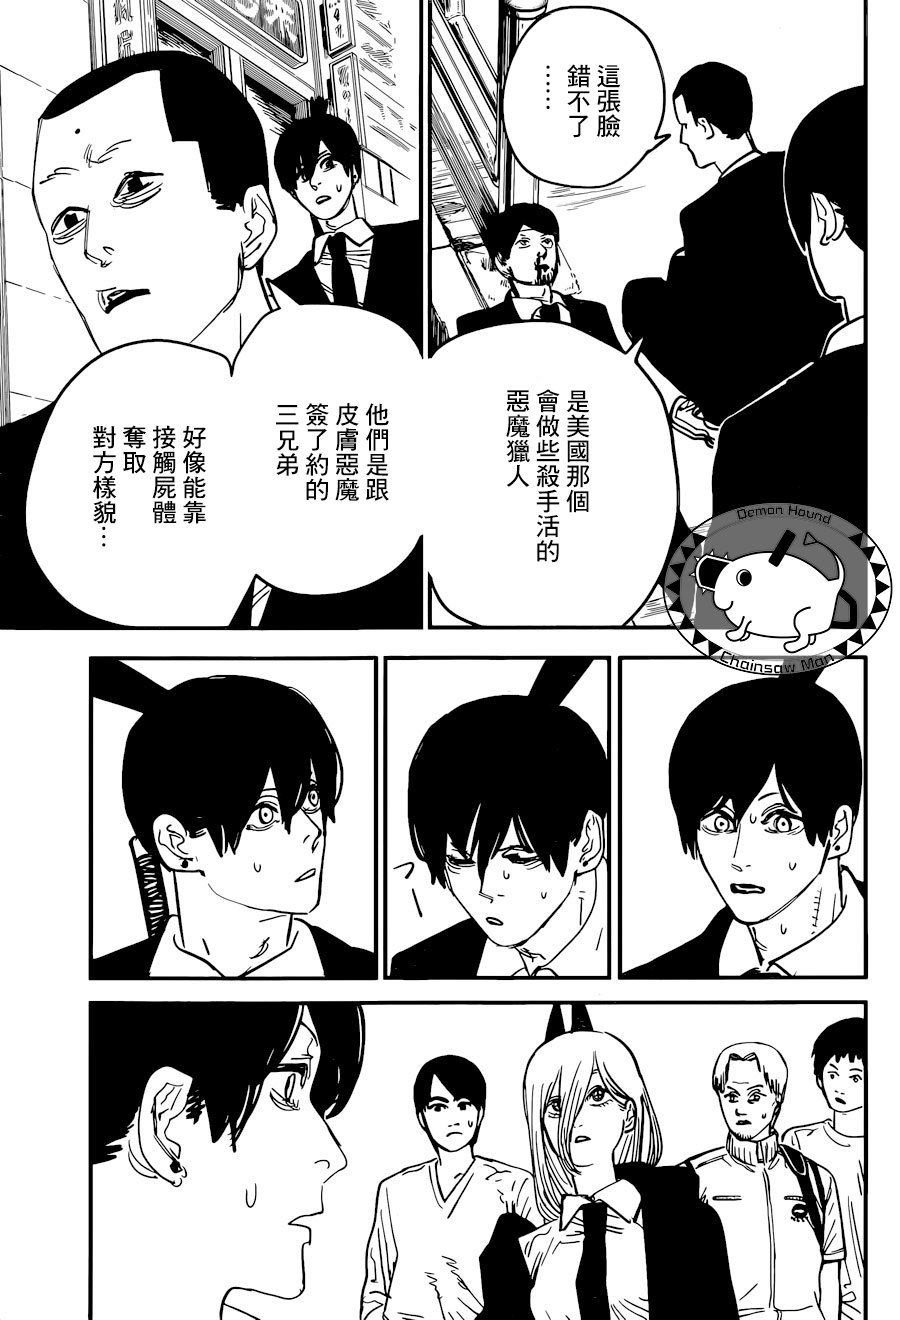 這張臉
錯不了
……
是美國那個
會做些殺手活的
惡魔獵人
他們是跟
皮膚惡魔
簽了約的
三兄弟
好像能靠
接觸屍體
奪取
對方樣貌…
Demon Hound
Chainsaw Man